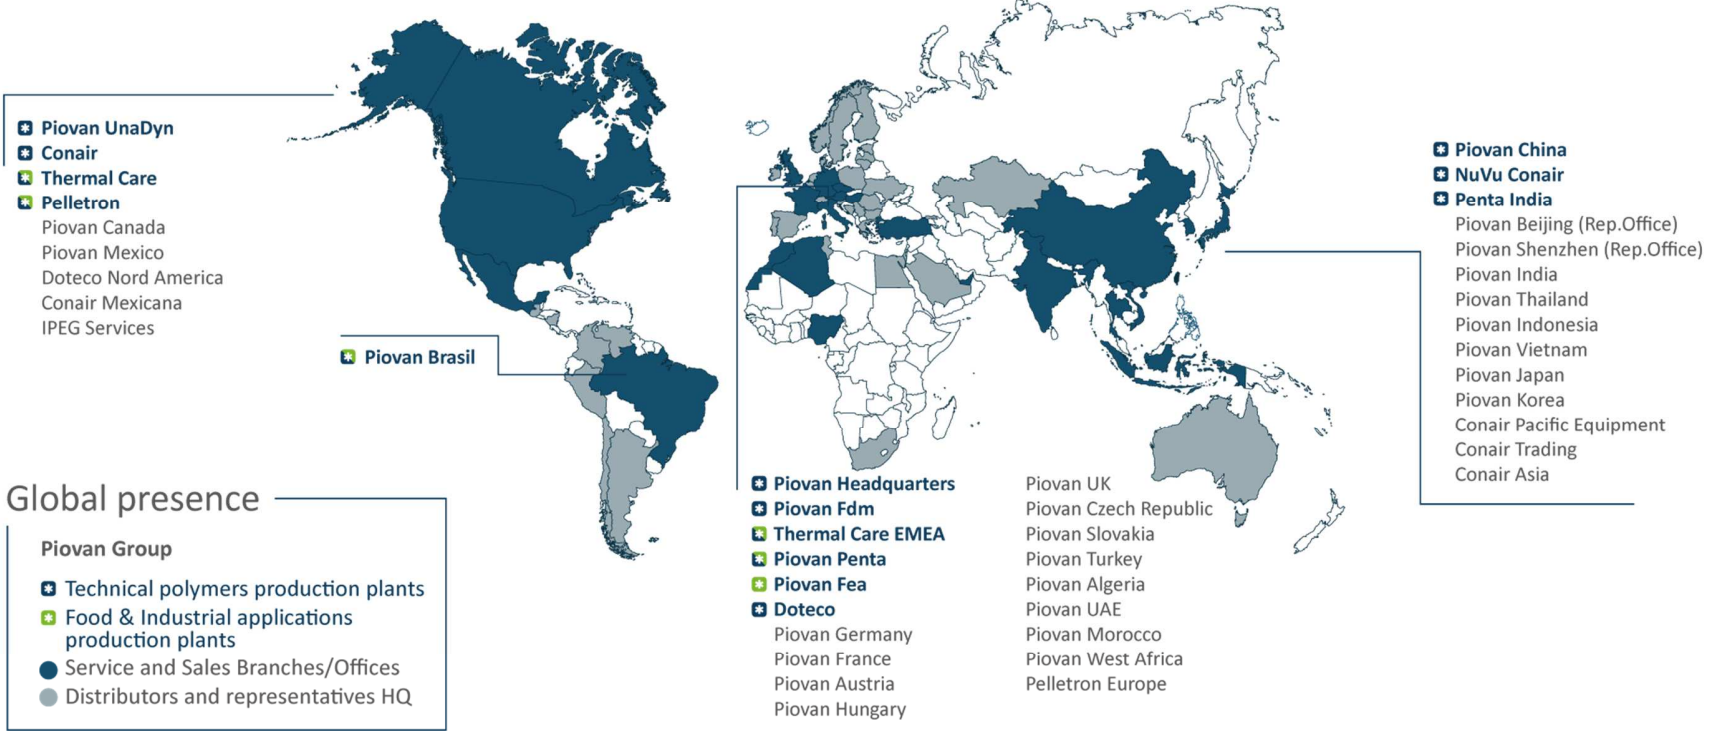 Piovan UnaDyn
Conair
Thermal Care
Pelletron
Piovan Canada
Piovan Mexico
Doteco Nord America
Conair Mexicana
IPEG Services
Piovan Brasil
Global presence
Piovan Group
Technical polymers production plants
Food & Industrial applications
production plants
Service and Sales Branches/Offices
Distributors and representatives HQ
Piovan Headquarters
Piovan Fdm
Thermal Care EMEA
Piovan Penta
Piovan Fea
Doteco
Piovan Germany
Piovan France
Piovan Austria
Piovan Hungary
Piovan UK
Piovan Czech Republic
Piovan Slovakia
Piovan Turkey
Piovan Algeria
Piovan UAE
Piovan Morocco
Piovan West Africa
Pelletron Europe
Piovan China
NuVu Conair
Penta India
Piovan Beijing (Rep.Office)
Piovan Shenzhen (Rep.Office)
Piovan India
Piovan Thailand
Piovan Indonesia
Piovan Vietnam
Piovan Japan
Piovan Korea
Conair Pacific Equipment
Conair Trading
Conair Asia